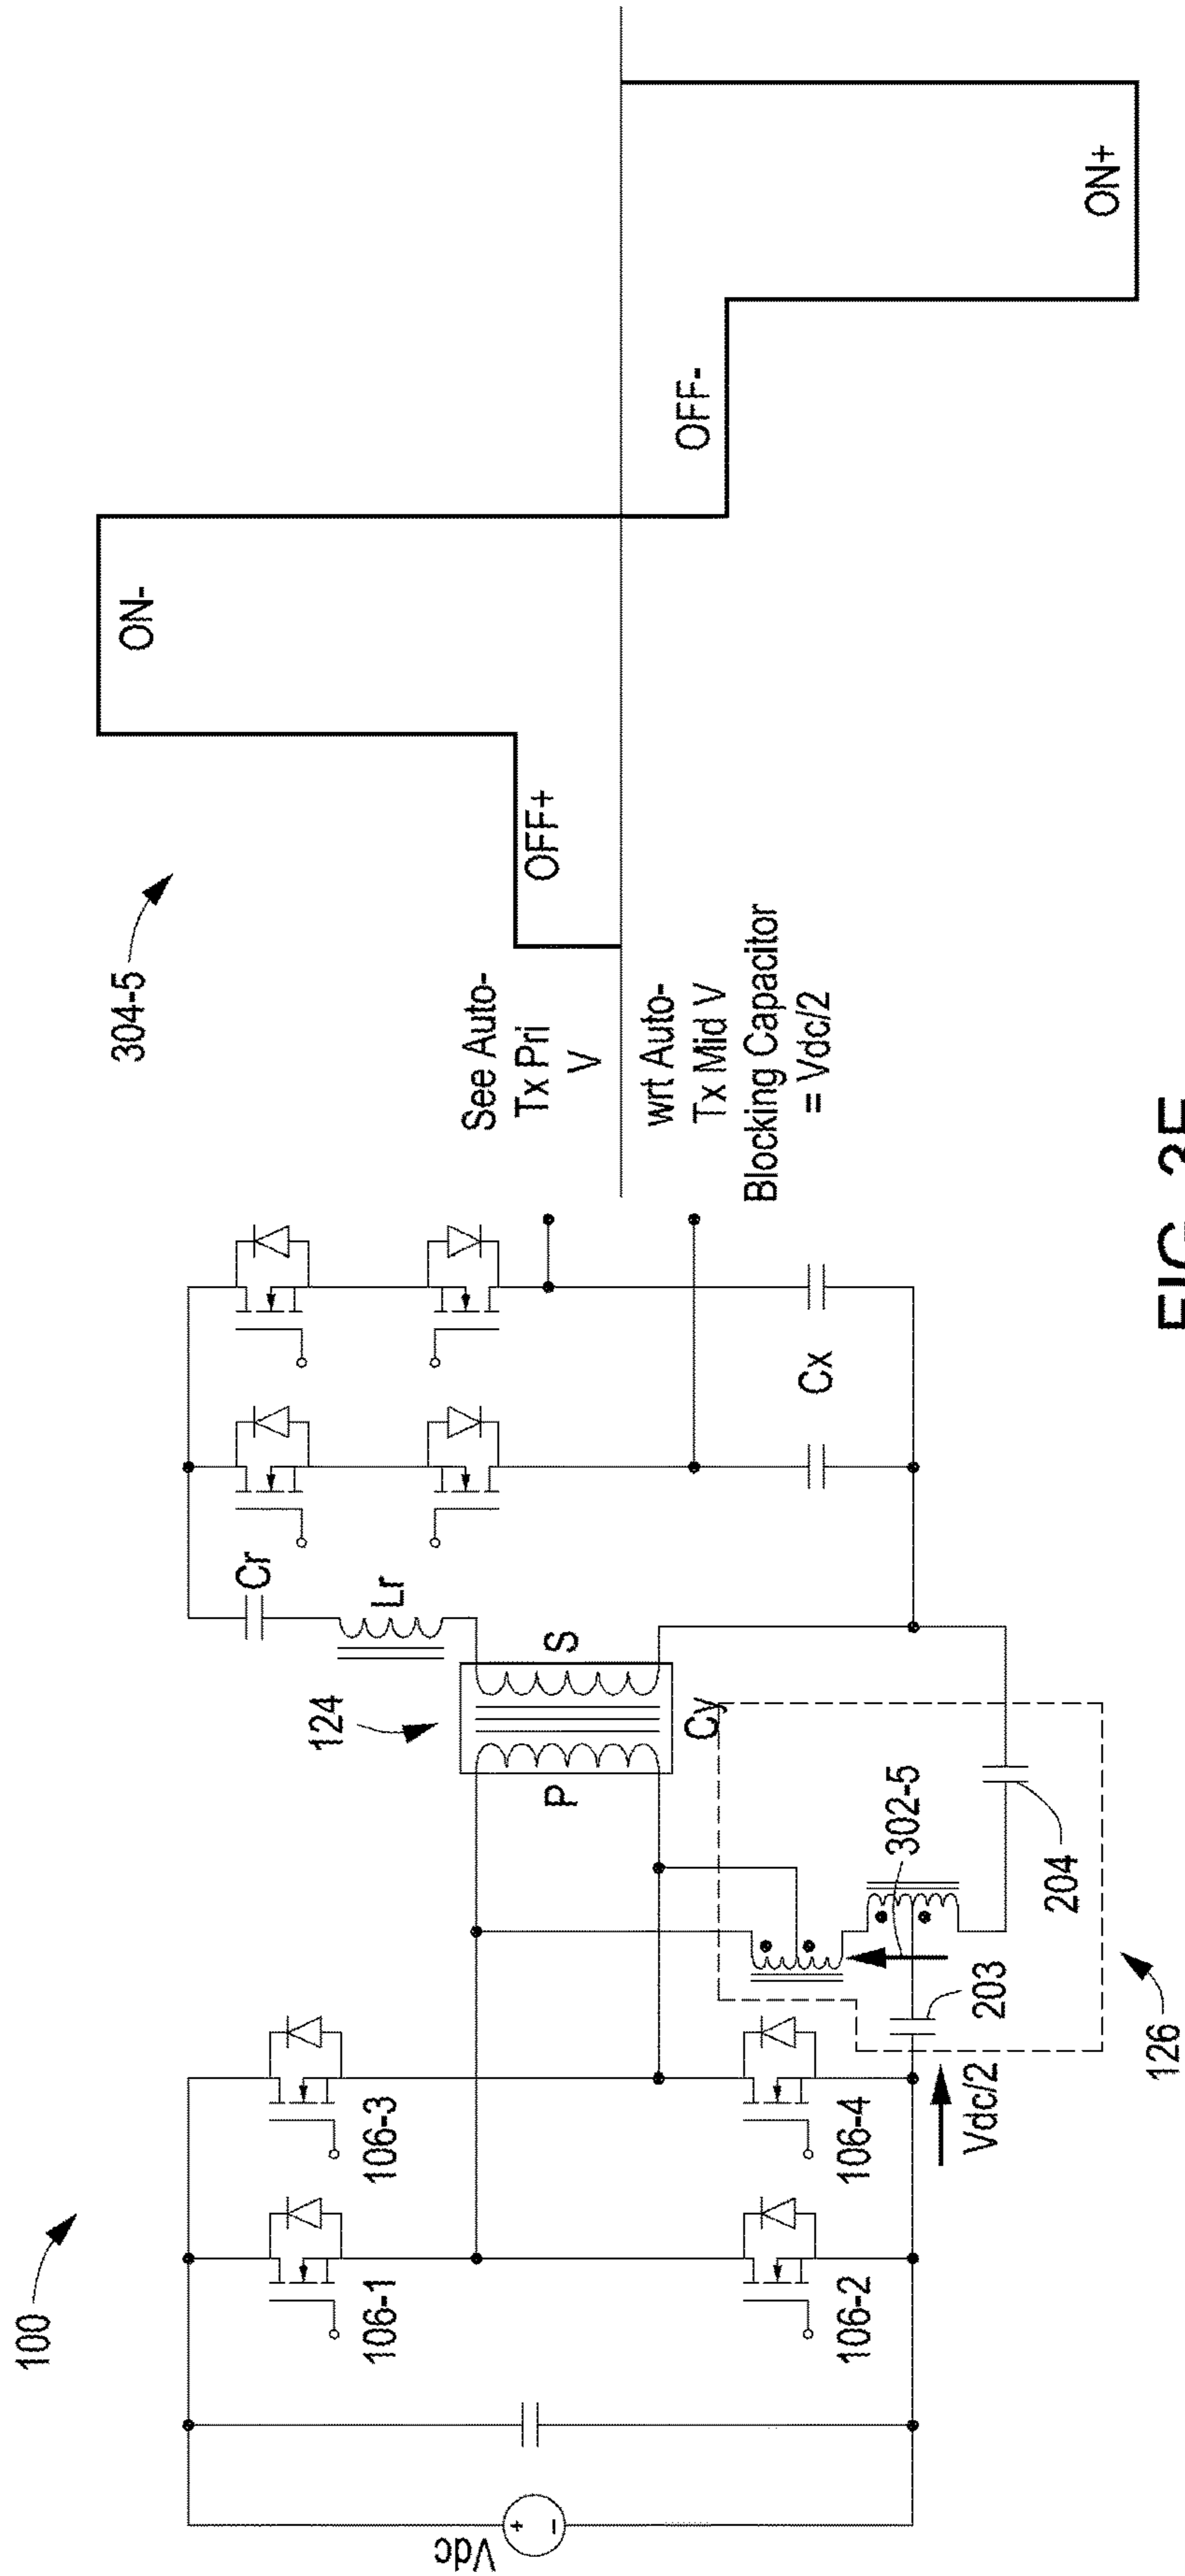 100
Vdc
+
-
106-1
106-3
106-2
106-4
Vdc/2
203
126
302-5
204
124
P
S
Cy
Lr
Cr
Cx
304-5
See Auto-
Tx Pri
V
wrt Auto-
Tx Mid V
Blocking Capacitor
= Vdc/2
OFF+
ON-
OFF-
ON+